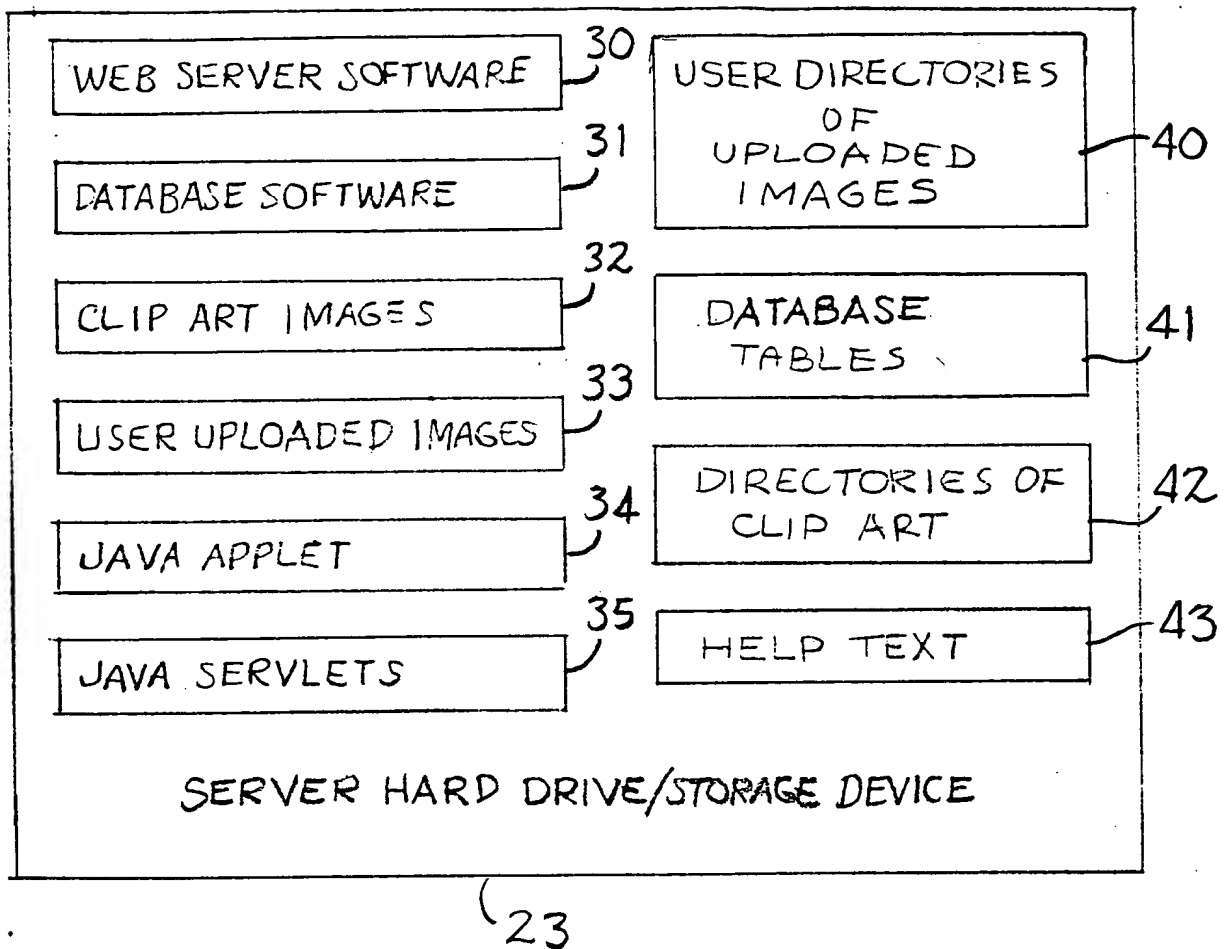 WEB SERVER SOFTWARE
30
DATABASE SOFTWARE
31
CLIP ART IMAGES
32
USER UPLOADED IMAGES
33
JAVA APPLET
34
JAVA SERVLETS
35
USER DIRECTORIES
OF
UPLOADED
IMAGES
40
DATABASE
TABLES
41
DIRECTORIES OF
CLIP ART
42
HELP TEXT
43
SERVER HARD DRIVE/STORAGE DEVICE
23